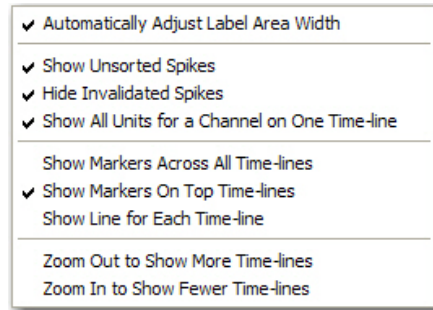 Automatically Adjust Label Area Width
Show Unsorted Spikes
Hide Invalidated Spikes
Show All Units for a Channel on One Time-line
Show Markers Across All Time-lines
Show Markers On Top Time-lines
Show Line for Each Time-line
Zoom Out to Show More Time-lines
Zoom In to Show Fewer Time-lines